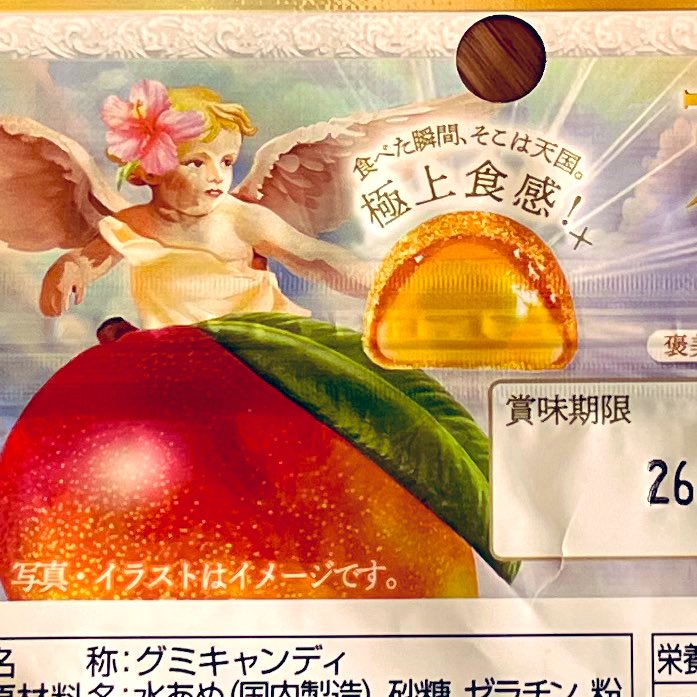 食べた瞬間、そこは天国。
極上食感!
褒美
賞味期限
26
写真・イラストはイメージです。
名 称:グミキャンディ
原材料名:水あめ(国内製造)、砂糖、ゼラチン、粉
栄養